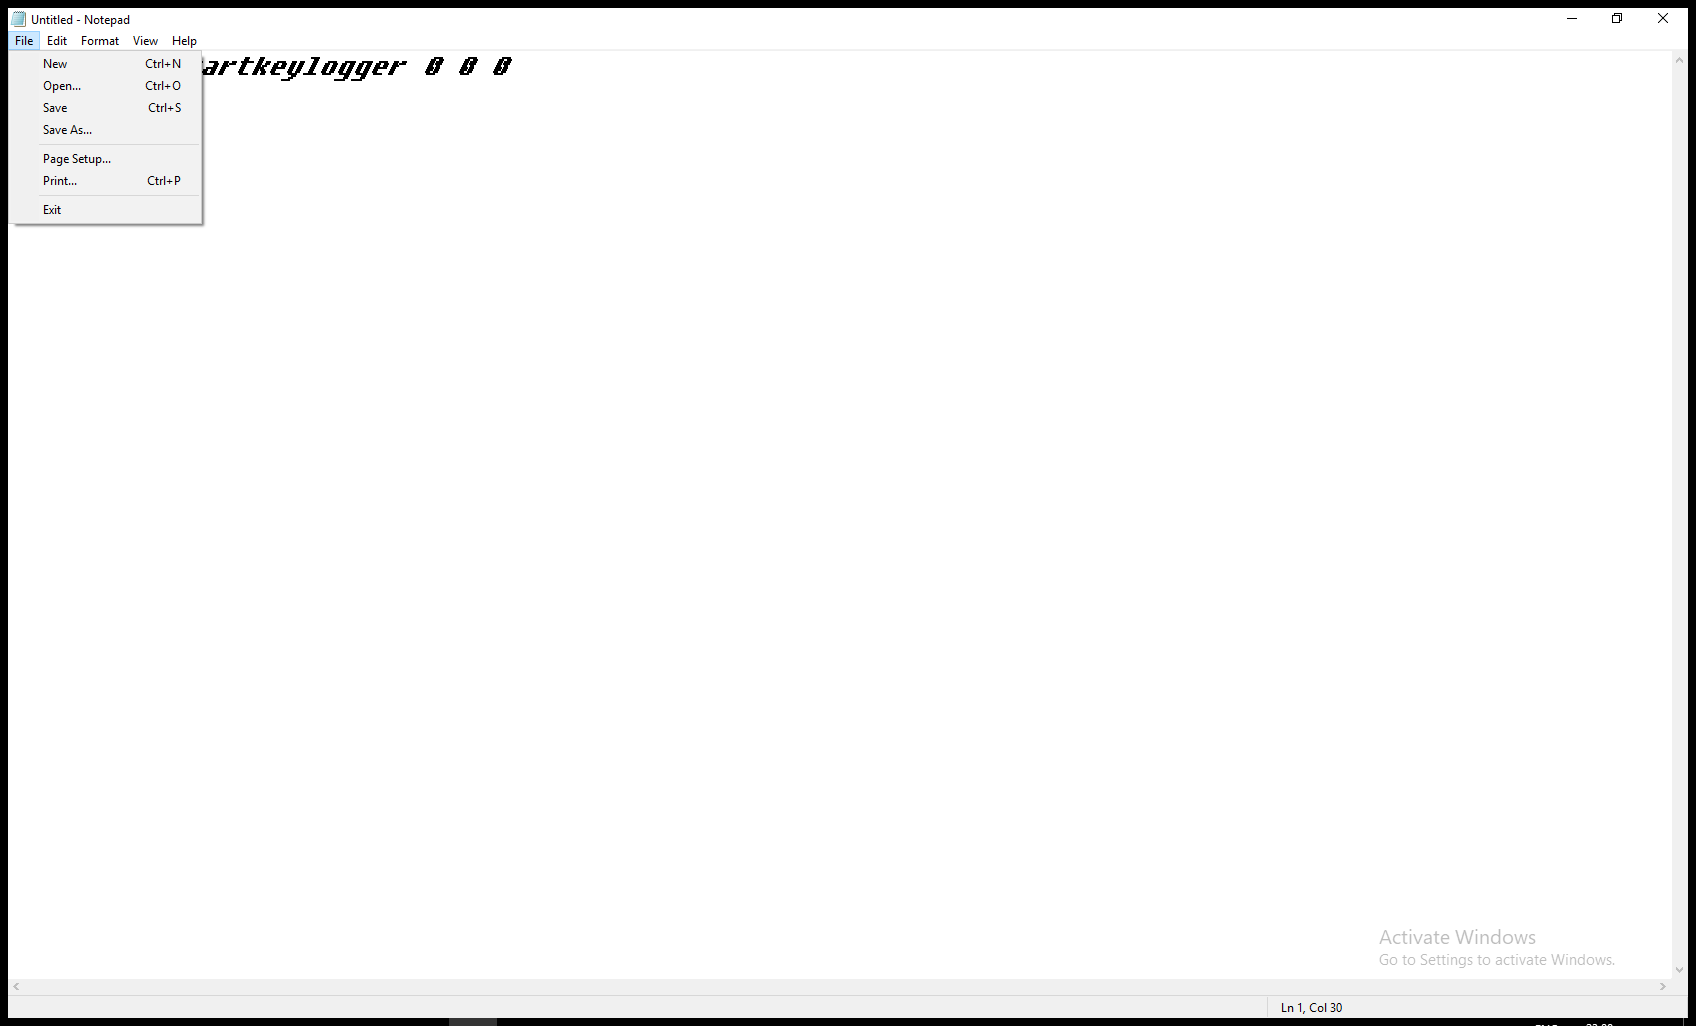 Untitled - Notepad
File Edit Format View Help
New Ctrl+N
Open... Ctrl+O
Save Ctrl+S
Save As...
Page Setup...
Print... Ctrl+P
Exit
artkeylogger 0 0 0
Activate Windows
Go to Settings to activate Windows.
Ln 1, Col 30